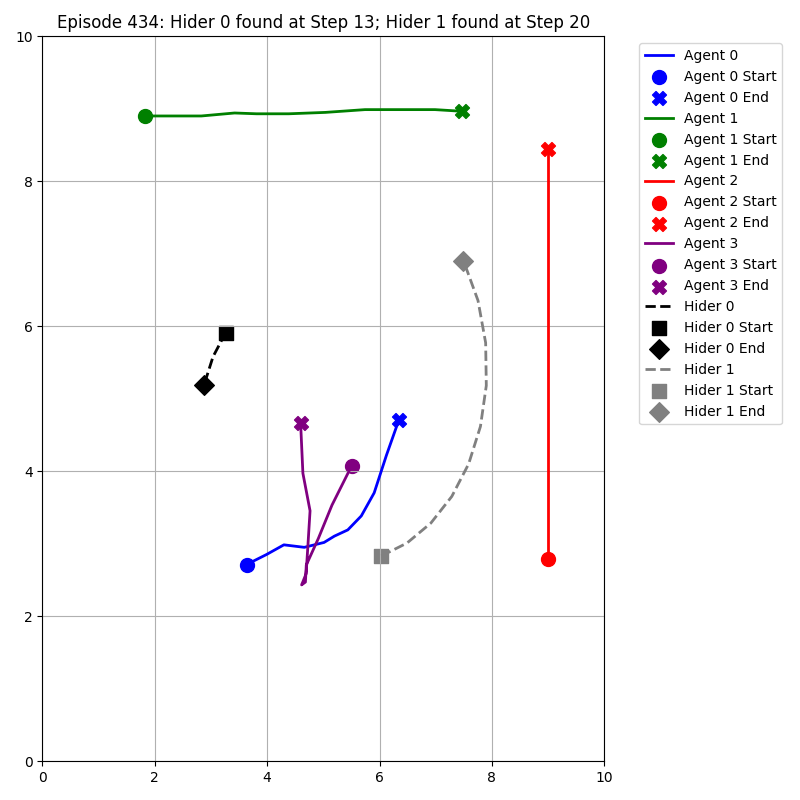 Episode 434: Hider 0 found at Step 13; Hider 1 found at Step 20
10
8
6
4
2
0
0 2 4 6 8 10
Agent 0
Agent 0 Start
Agent 0 End
Agent 1
Agent 1 Start
Agent 1 End
Agent 2
Agent 2 Start
Agent 2 End
Agent 3
Agent 3 Start
Agent 3 End
Hider 0
Hider 0 Start
Hider 0 End
Hider 1
Hider 1 Start
Hider 1 End